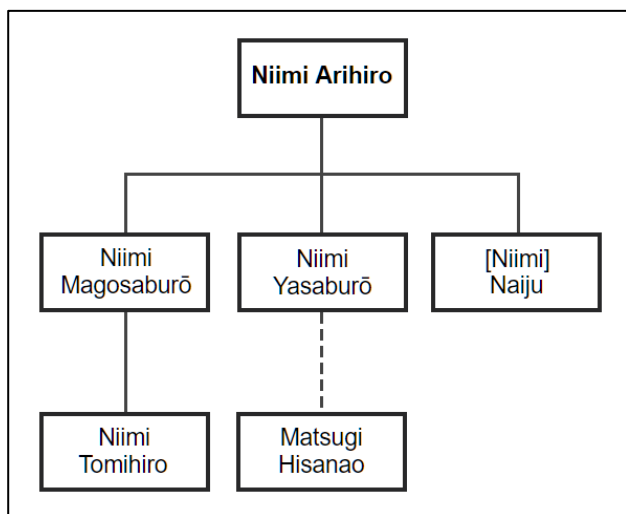 Niimi Arihiro
Niimi
Magosaburō
Niimi
Yasaburō
[Niimi]
Naiju
Niimi
Tomihiro
Matsugi
Hisanao